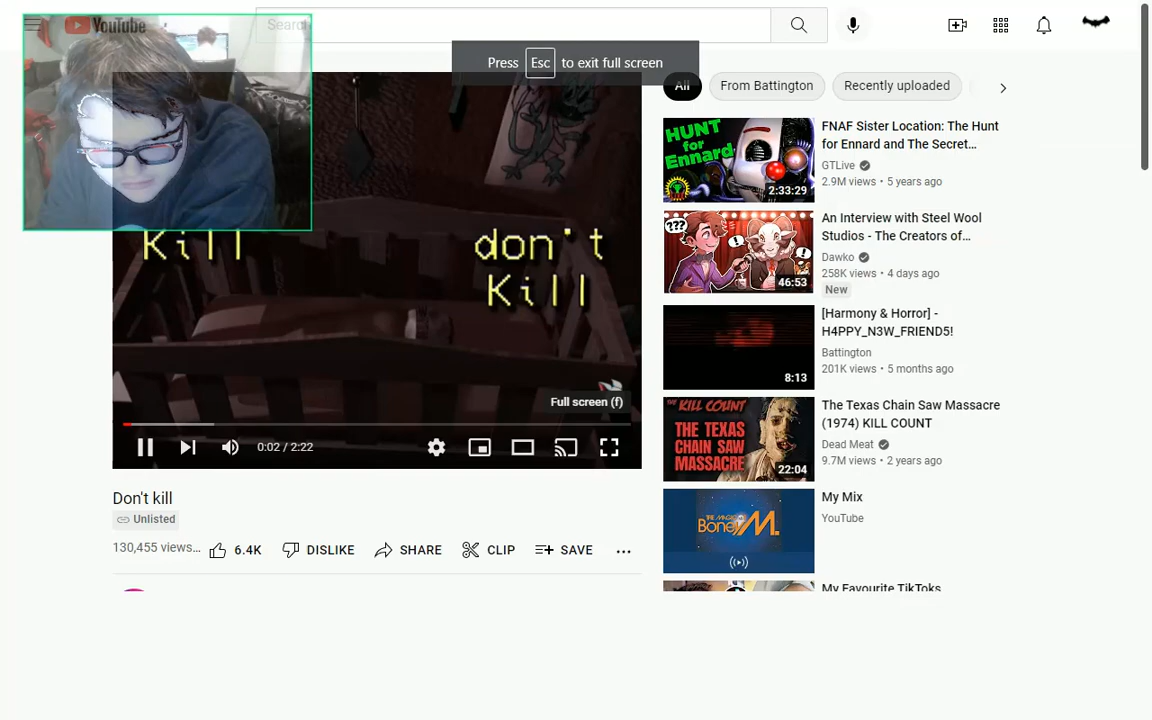 YouTube
Search
Press Esc to exit full screen
All
From Battington
Recently uploaded
Kill
don't
Kill
Full screen (f)
0:02 / 2:22
Don't kill
Unlisted
130,455 views...
6.4K
DISLIKE
SHARE
CLIP
SAVE
HUNT
for
Ennard
2:33:29
FNAF Sister Location: The Hunt
for Ennard and The Secret...
GTLive
2.9M views • 5 years ago
???
!
!
!
46:53
An Interview with Steel Wool
Studios - The Creators of...
Dawko
258K views • 4 days ago
New
8:13
[Harmony & Horror] -
H4PPY_N3W_FRIEND5!
Battington
201K views • 5 months ago
THE KILL COUNT
THE TEXAS
CHAIN SAW
MASSACRE
22:04
The Texas Chain Saw Massacre
(1974) KILL COUNT
Dead Meat
9.7M views • 2 years ago
THE MAGIC OF
Boney M.
My Mix
YouTube
My Favourite TikToks